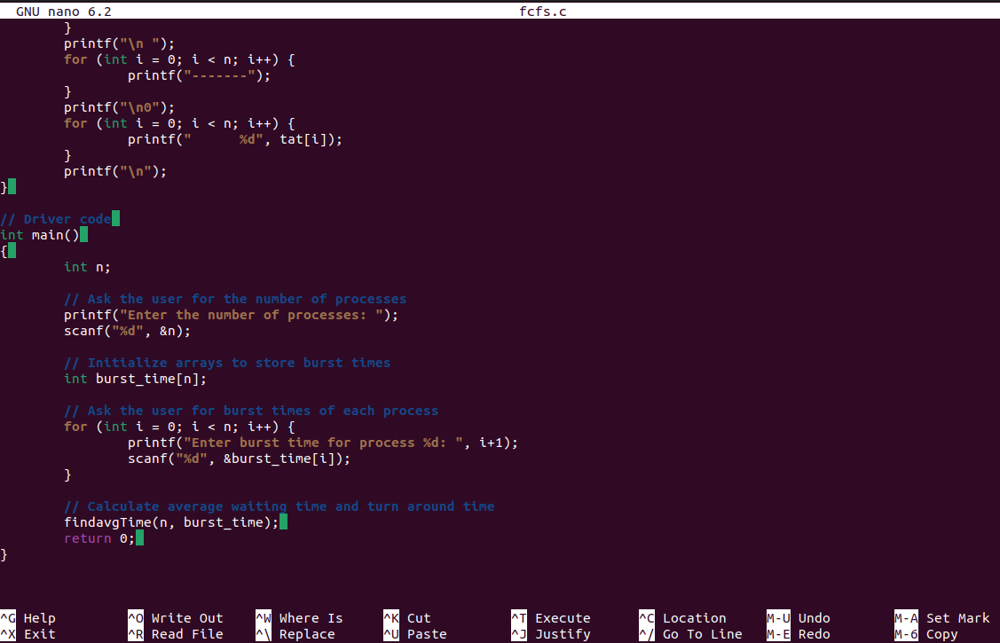 GNU nano 6.2 fcfs.c
        }
        printf("\n ");
        for (int i = 0; i < n; i++) {
                printf("-------");
        }
        printf("\n0");
        for (int i = 0; i < n; i++) {
                printf("      %d", tat[i]);
        }
        printf("\n");
}
// Driver code
int main()
{
        int n;
        // Ask the user for the number of processes
        printf("Enter the number of processes: ");
        scanf("%d", &n);
        // Initialize arrays to store burst times
        int burst_time[n];
        // Ask the user for burst times of each process
        for (int i = 0; i < n; i++) {
                printf("Enter burst time for process %d: ", i+1);
                scanf("%d", &burst_time[i]);
        }
        // Calculate average waiting time and turn around time
        findavgTime(n, burst_time);
        return 0;
}
^G Help ^O Write Out ^W Where Is ^K Cut ^T Execute ^C Location M-U Undo M-A Set Mark
^X Exit ^R Read File ^\ Replace ^U Paste ^J Justify ^/ Go To Line M-E Redo M-6 Copy